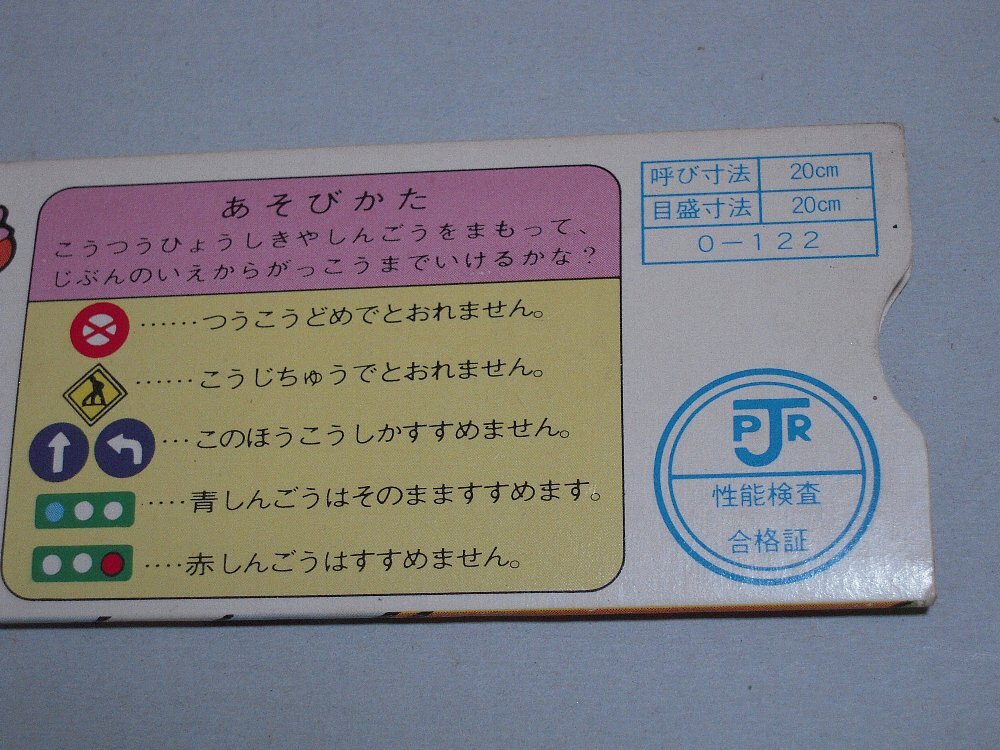 あそびかた
こうつうひょうしきやしんごうをまもって、
じぶんのいえからがっこうまでいけるかな?
……つうこうどめでとおれません。
……こうじちゅうでとおれません。
…このほうこうしかすすめません。
‥‥青しんごうはそのまますすめます。
‥‥赤しんごうはすすめません。
呼び寸法 20cm
目盛寸法 20cm
O-122
PJR
性能検査
合格証